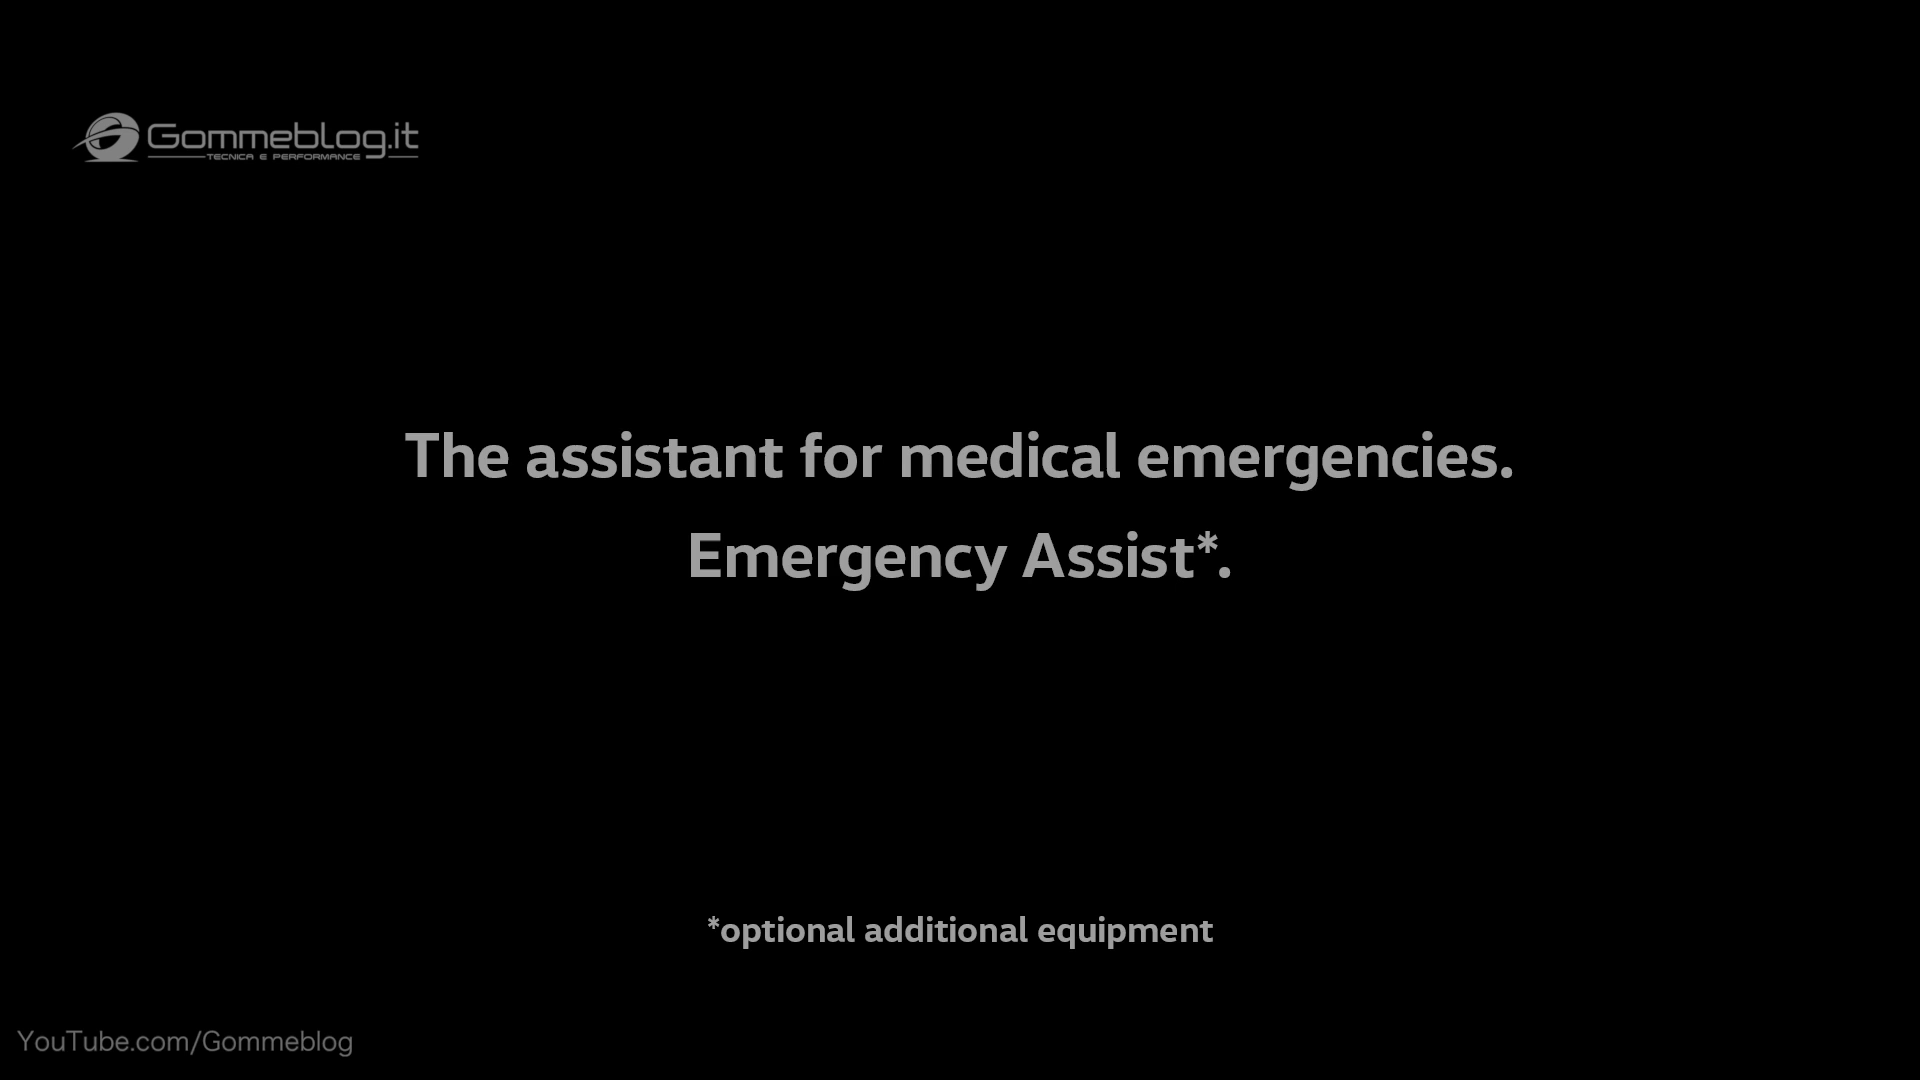 Gommeblog.it
TECNICA E PERFORMANCE
The assistant for medical emergencies.
Emergency Assist*.
*optional additional equipment
YouTube.com/Gommeblog